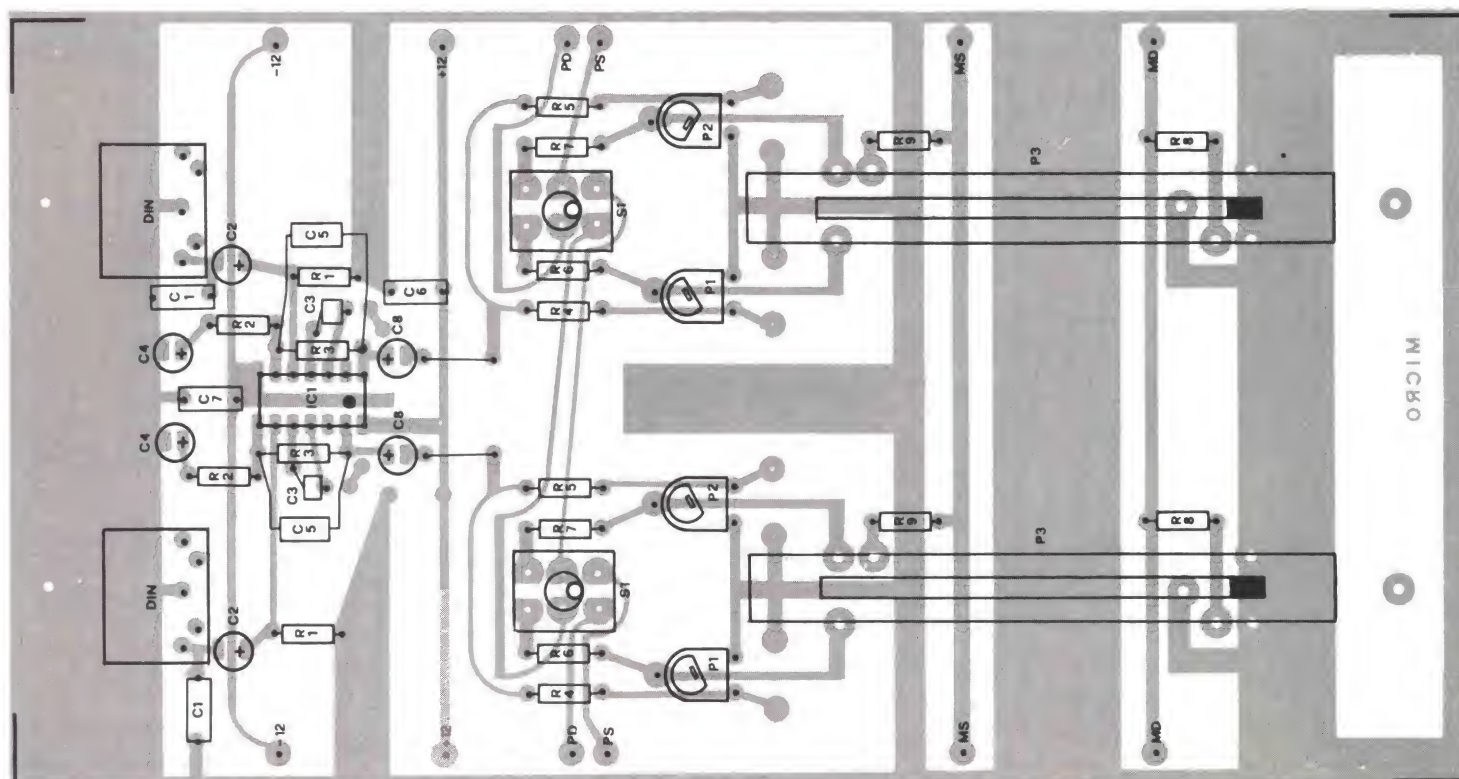 -12
+12
PD
PS
MS
MD
R5
P2
R7
R9
P3
R8
DIN
C2
C5
S1
R1
C6
R6
P1
C1
C3
R4
R2
C8
C4
R3
MICRO
C7
IC1
C4
C8
R3
R2
C3
R5
P2
C5
R7
R9
P3
R8
DIN
S1
C2
R1
R6
P1
C1
R4
-12
+12
PD
PS
MS
MD